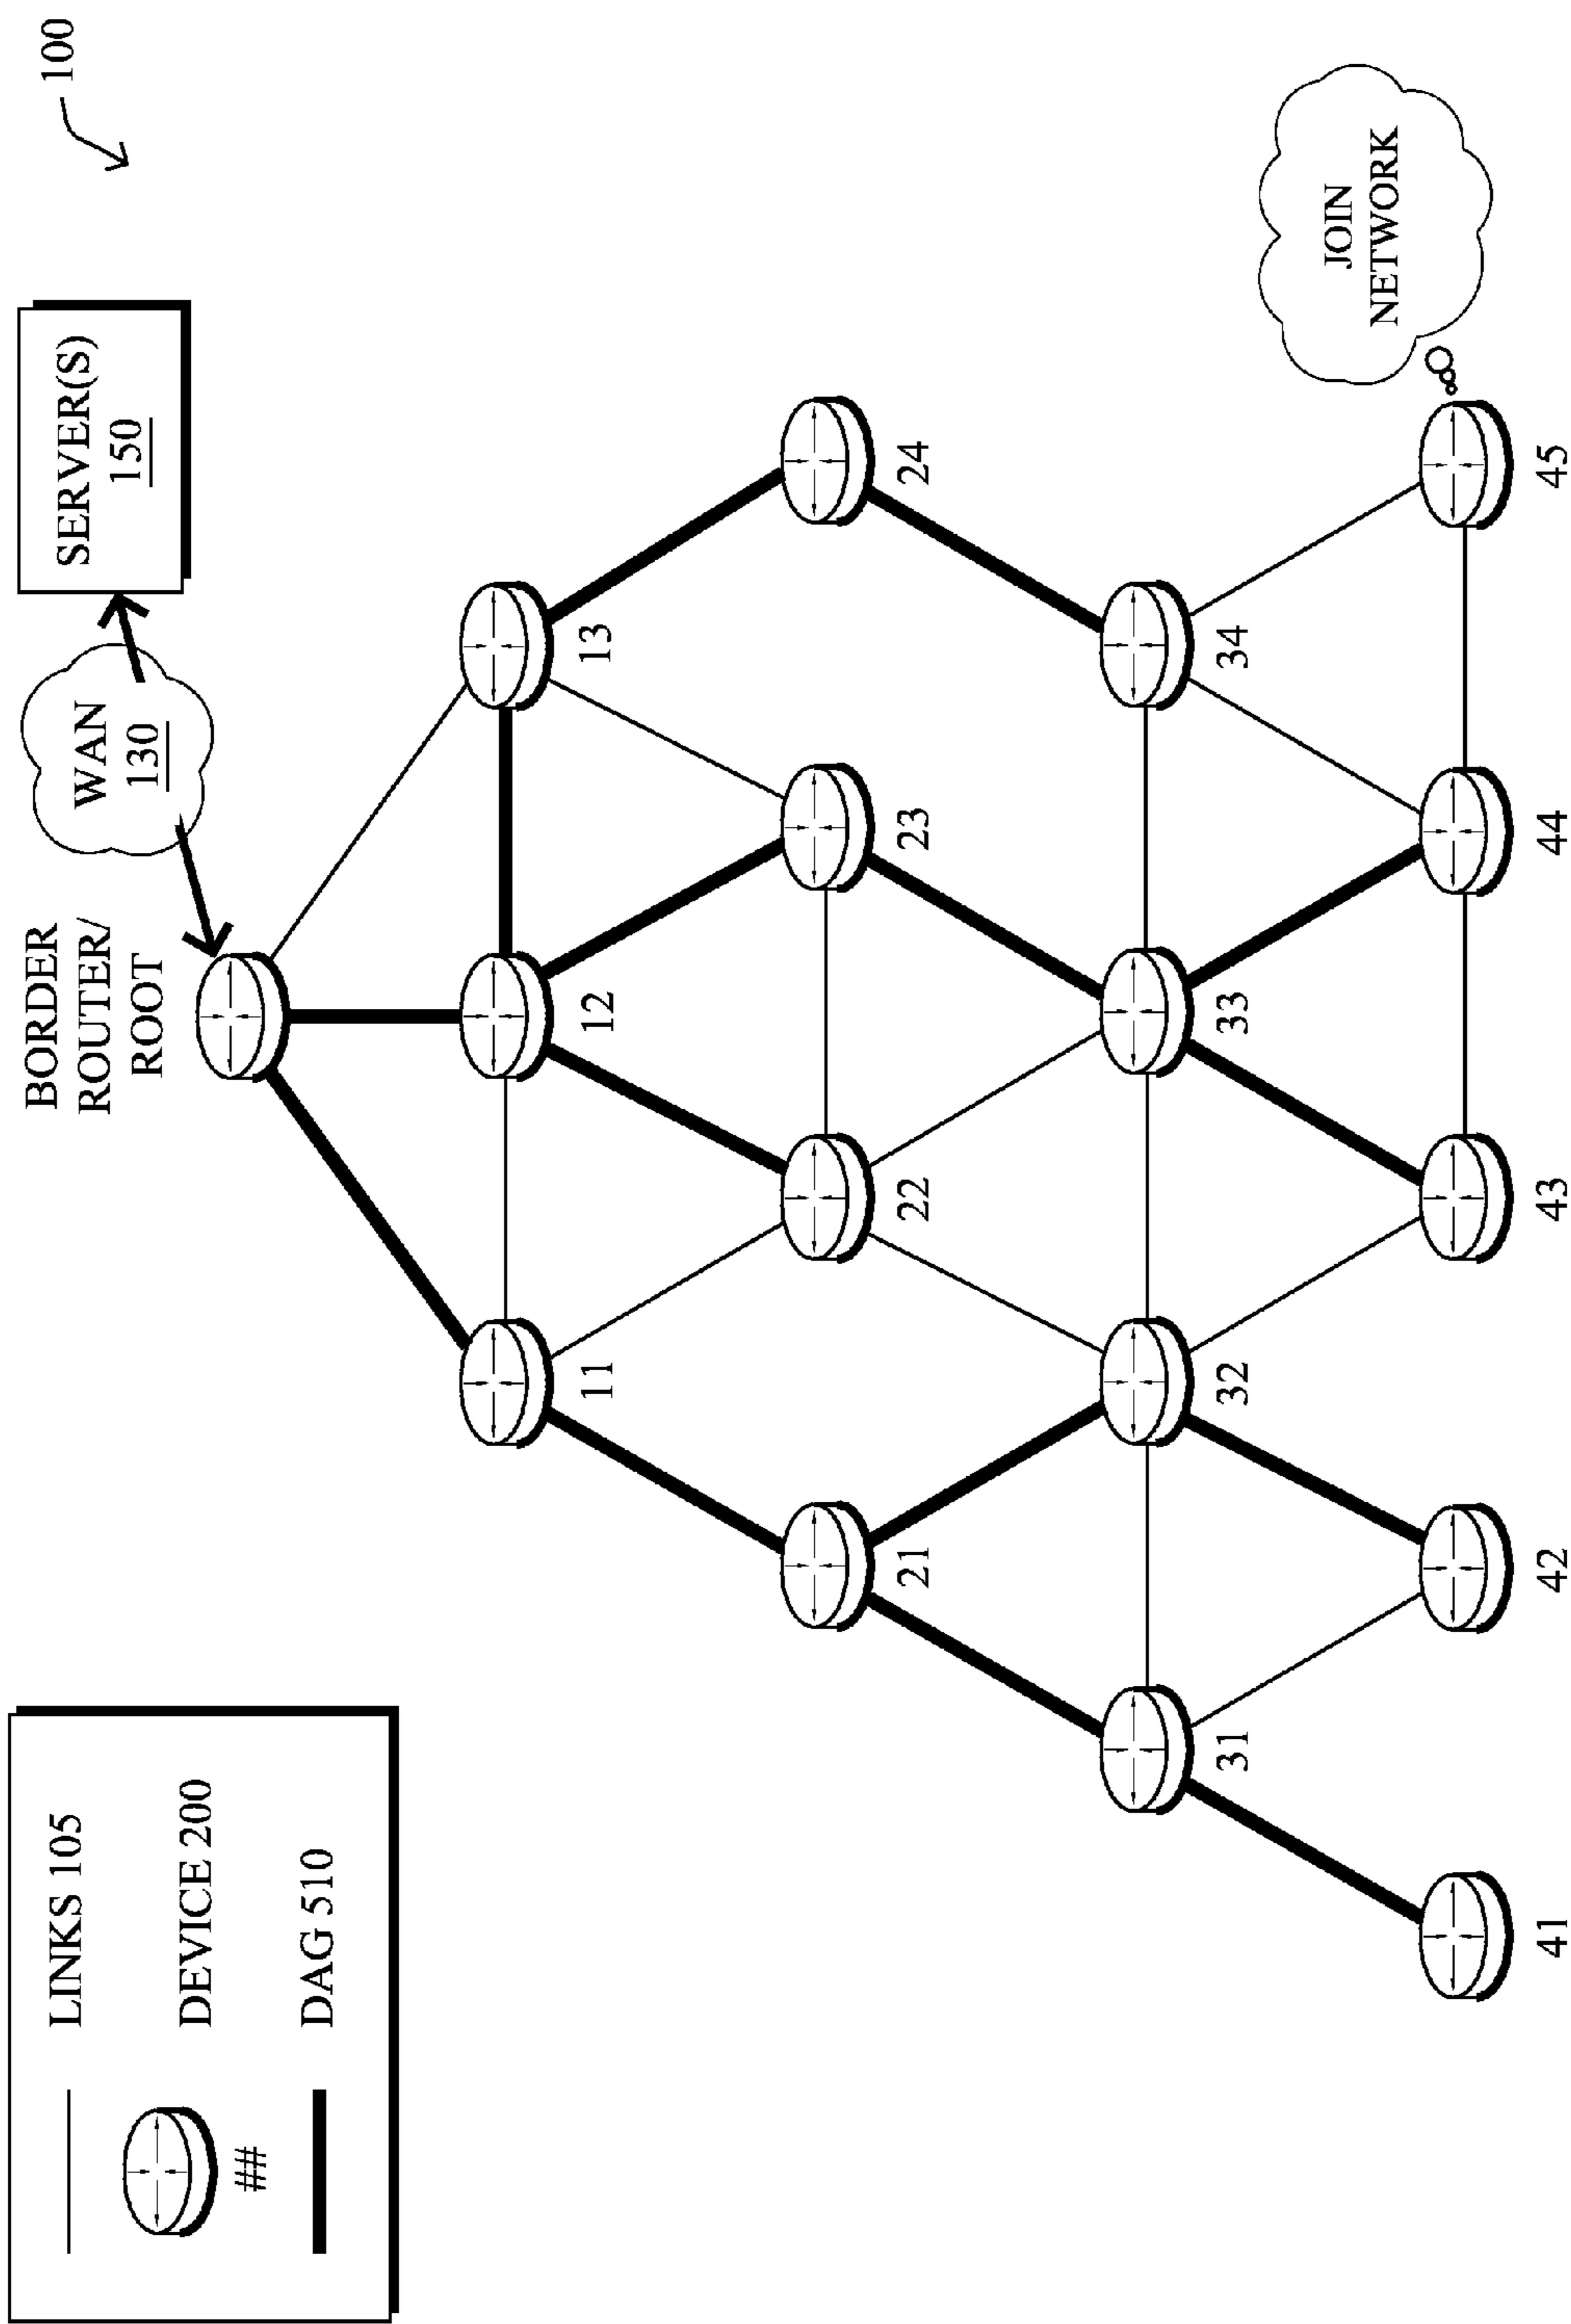 100
LINKS 105
DEVICE 200
##
DAG 510
BORDER
ROUTER/
ROOT
WAN
130
SERVER(S)
150
11
12
13
21
22
23
24
31
32
33
34
41
42
43
44
45
JOIN
NETWORK